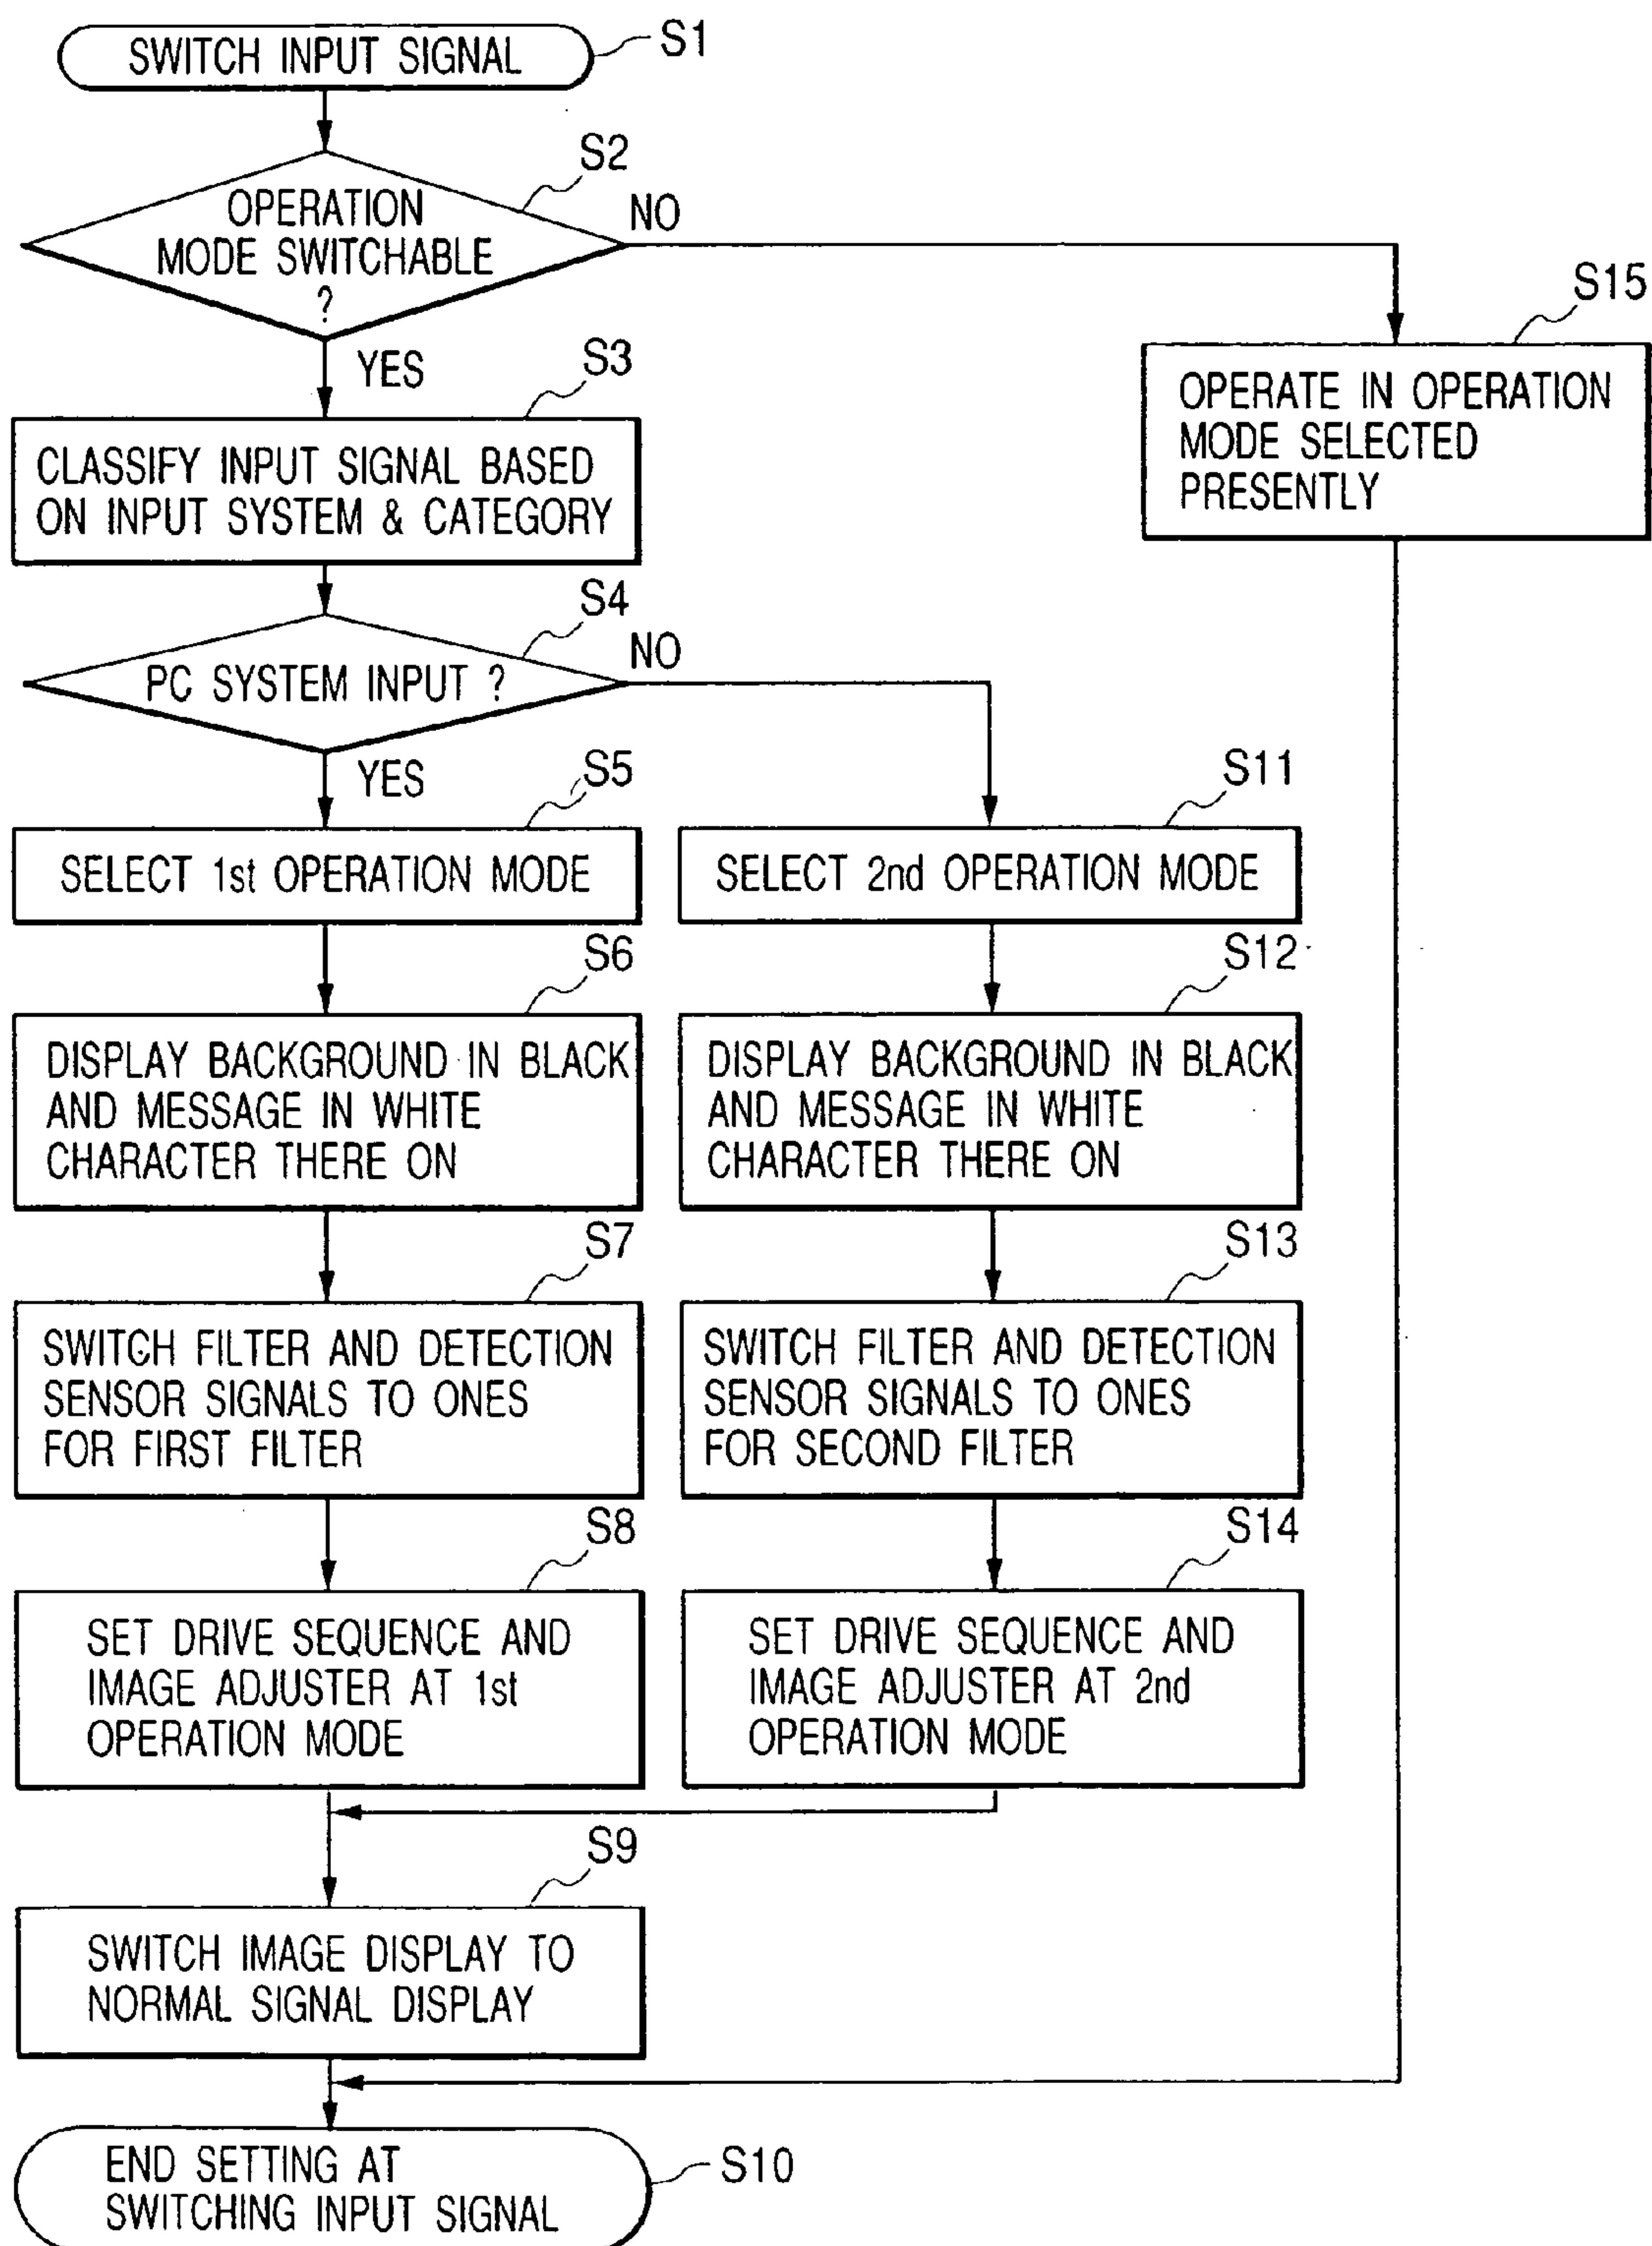 SWITCH INPUT SIGNAL
S1
S2
OPERATION
MODE SWITCHABLE
?
NO
YES
S15
OPERATE IN OPERATION
MODE SELECTED
PRESENTLY
S3
CLASSIFY INPUT SIGNAL BASED
ON INPUT SYSTEM & CATEGORY
S4
PC SYSTEM INPUT ?
NO
YES
S5
SELECT 1st OPERATION MODE
S11
SELECT 2nd OPERATION MODE
S6
DISPLAY BACKGROUND IN BLACK
AND MESSAGE IN WHITE
CHARACTER THERE ON
S12
DISPLAY BACKGROUND IN BLACK
AND MESSAGE IN WHITE
CHARACTER THERE ON
S7
SWITCH FILTER AND DETECTION
SENSOR SIGNALS TO ONES
FOR FIRST FILTER
S13
SWITCH FILTER AND DETECTION
SENSOR SIGNALS TO ONES
FOR SECOND FILTER
S8
SET DRIVE SEQUENCE AND
IMAGE ADJUSTER AT 1st
OPERATION MODE
S14
SET DRIVE SEQUENCE AND
IMAGE ADJUSTER AT 2nd
OPERATION MODE
S9
SWITCH IMAGE DISPLAY TO
NORMAL SIGNAL DISPLAY
END SETTING AT
SWITCHING INPUT SIGNAL
S10